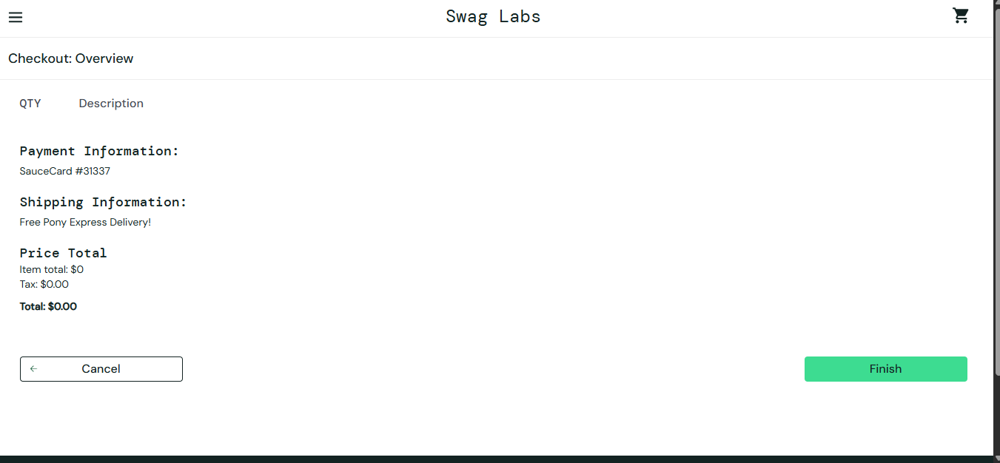 Swag Labs
Checkout: Overview
QTY Description
Payment Information:
SauceCard #31337
Shipping Information:
Free Pony Express Delivery!
Price Total
Item total: $0
Tax: $0.00
Total: $0.00
Cancel Finish